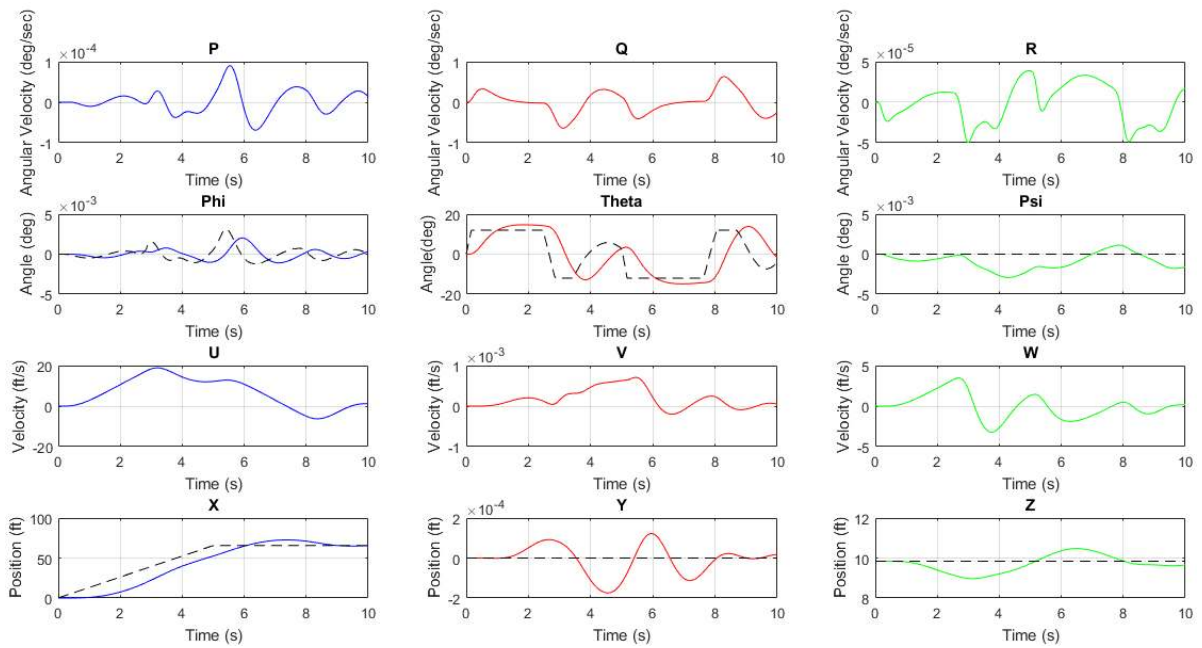 P
×10⁻⁴
Angular Velocity (deg/sec)
1
0
-1
0 2 4 6 8 10
Time (s)
Q
Angular Velocity (deg/sec)
1
0
-1
0 2 4 6 8 10
Time (s)
R
×10⁻⁵
Angular Velocity (deg/sec)
5
0
-5
0 2 4 6 8 10
Time (s)
Phi
×10⁻³
Angle (deg)
5
0
-5
0 2 4 6 8 10
Time (s)
Theta
Angle(deg)
20
0
-20
0 2 4 6 8 10
Time (s)
Psi
×10⁻³
Angle (deg)
5
0
-5
0 2 4 6 8 10
Time (s)
U
Velocity (ft/s)
20
0
-20
0 2 4 6 8 10
Time (s)
V
×10⁻³
Velocity (ft/s)
1
0
-1
0 2 4 6 8 10
Time (s)
W
Velocity (ft/s)
5
0
-5
0 2 4 6 8 10
Time (s)
X
Position (ft)
100
50
0
0 2 4 6 8 10
Time (s)
Y
×10⁻⁴
Position (ft)
2
0
-2
0 2 4 6 8 10
Time (s)
Z
Position (ft)
12
10
8
0 2 4 6 8 10
Time (s)